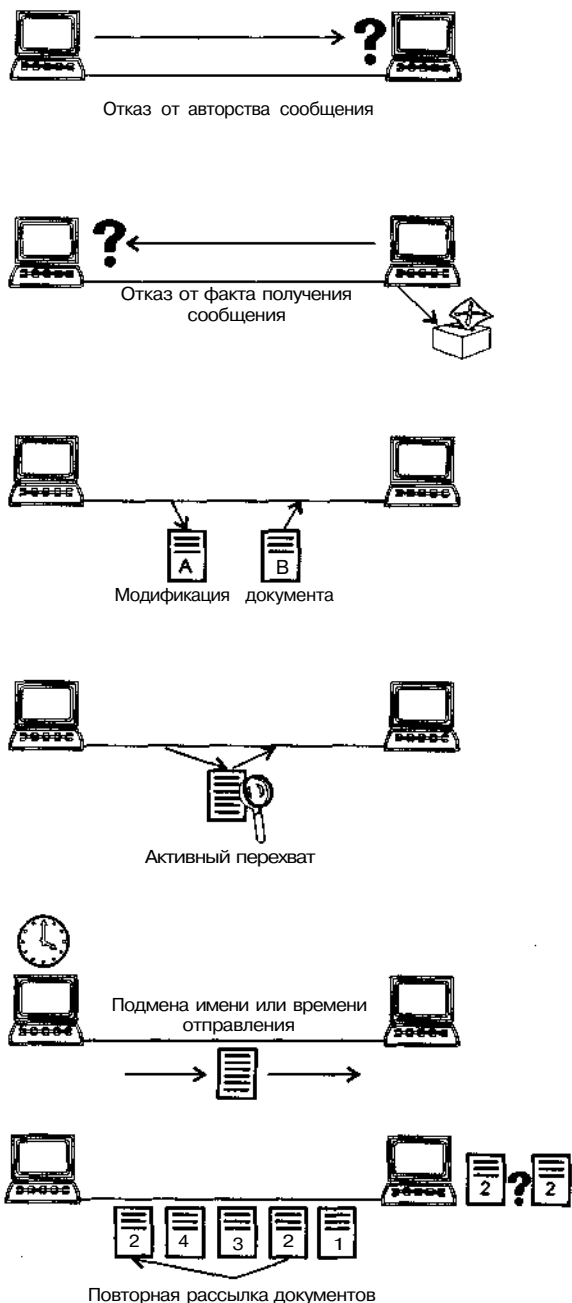 ?
Отказ от авторства сообщения
?
Отказ от факта получения
сообщения
A B
Модификация документа
Активный перехват
Подмена имени или времени
отправления
2 ? 2
2 4 3 2 1
Повторная рассылка документов